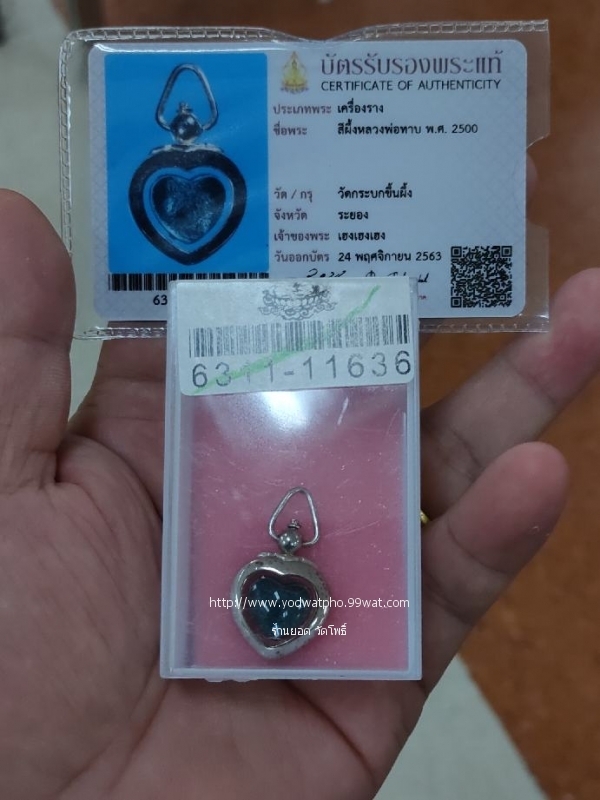 บัตรรับรองพระแท้
CERTIFICATE OF AUTHENTICITY
ประเภทพระ เครื่องราง
ชื่อพระ สีผึ้งหลวงพ่อทาบ พ.ศ. 2500
วัด / กรุ วัดกระบกขึ้นผึ้ง
จังหวัด ระยอง
เจ้าของพระ เฮงเฮงเฮง
วันออกบัตร 24 พฤศจิกายน 2563
63
6311-11636
http://www.yodwatpho.99wat.com
ร้านยอด วัดโพธิ์